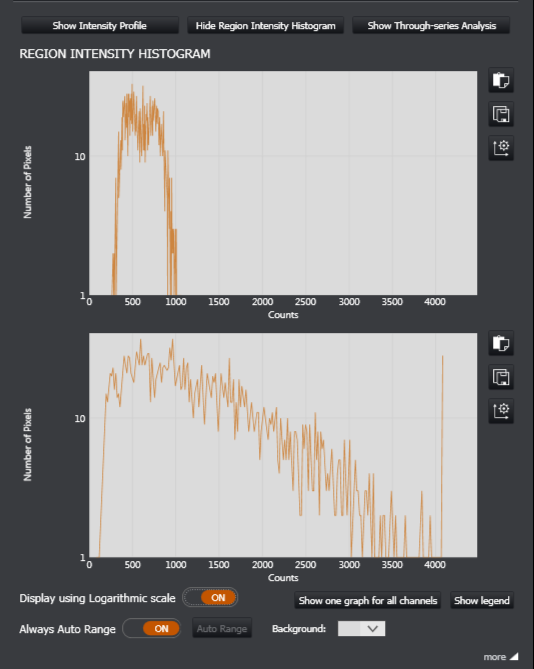 Show Intensity Profile
Hide Region Intensity Histogram
Show Through-series Analysis
REGION INTENSITY HISTOGRAM
Number of Pixels
10
1
0 500 1000 1500 2000 2500 3000 3500 4000
Counts
Number of Pixels
10
1
0 500 1000 1500 2000 2500 3000 3500 4000
Counts
Display using Logarithmic scale ON
Show one graph for all channels
Show legend
Always Auto Range ON
Auto Range
Background:
more